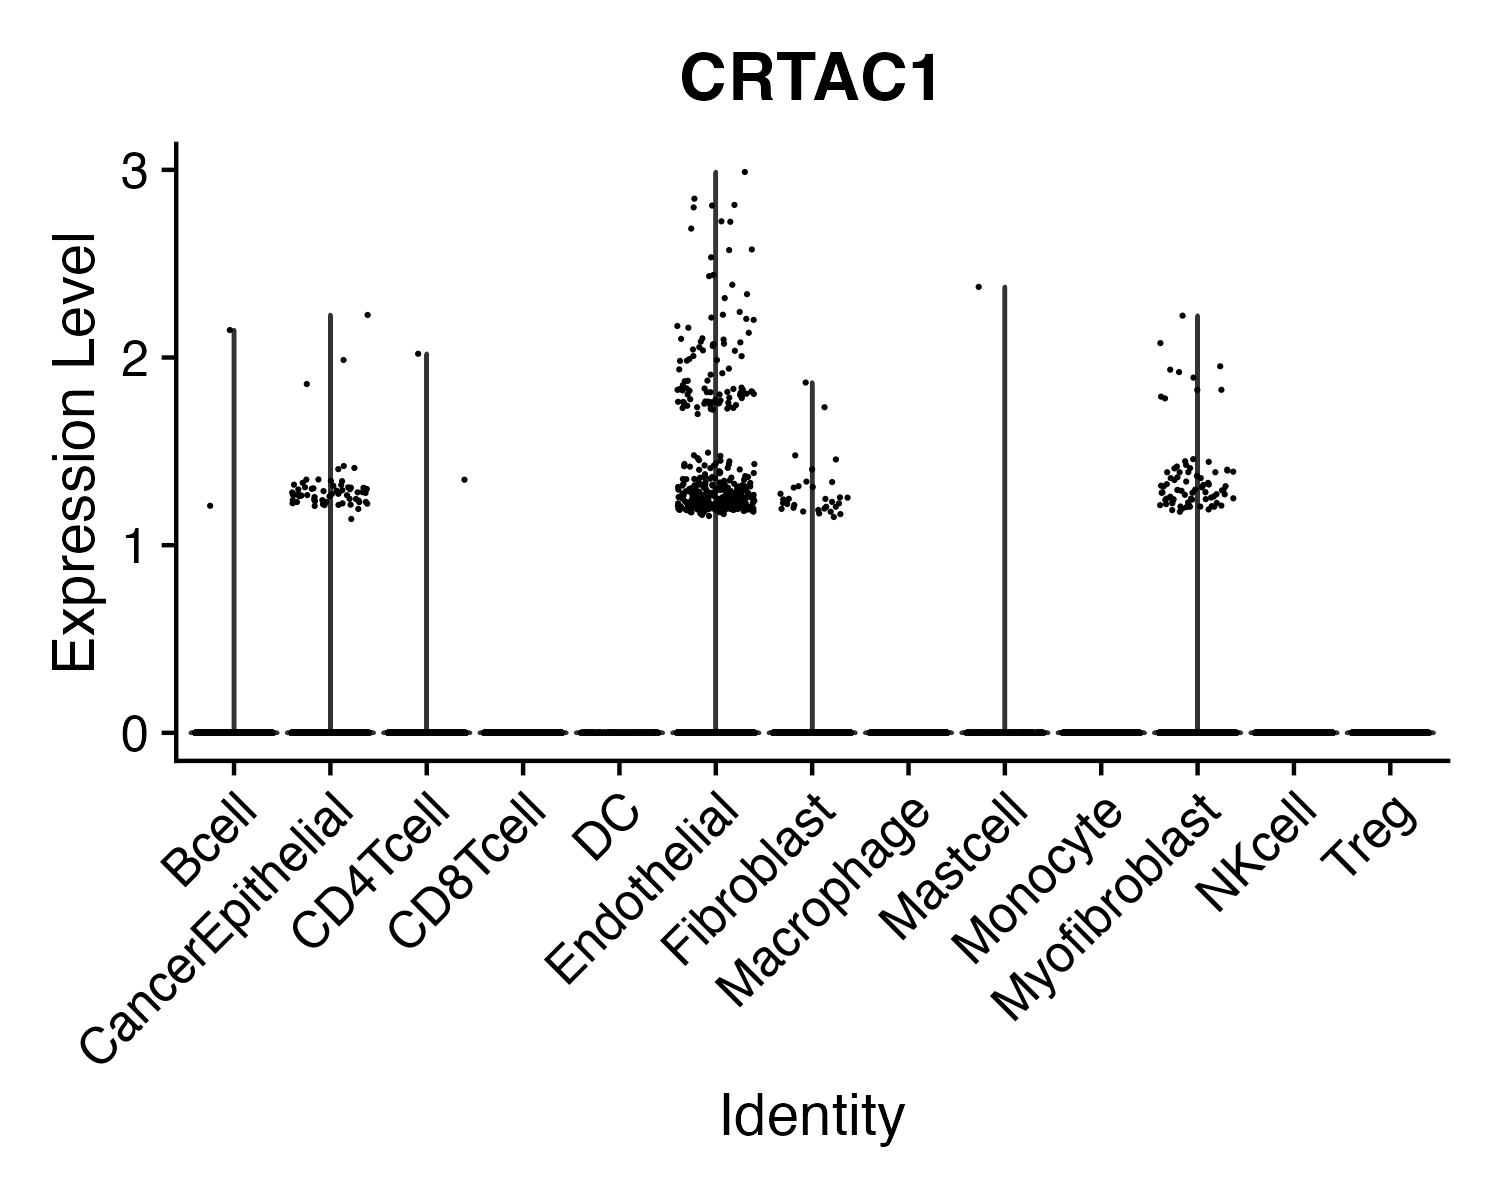 CRTAC1
Expression Level
3
2
1
0
Bcell
CancerEpithelial
CD4Tcell
CD8Tcell
DC
Endothelial
Fibroblast
Macrophage
Mastcell
Monocyte
Myofibroblast
NKcell
Treg
Identity